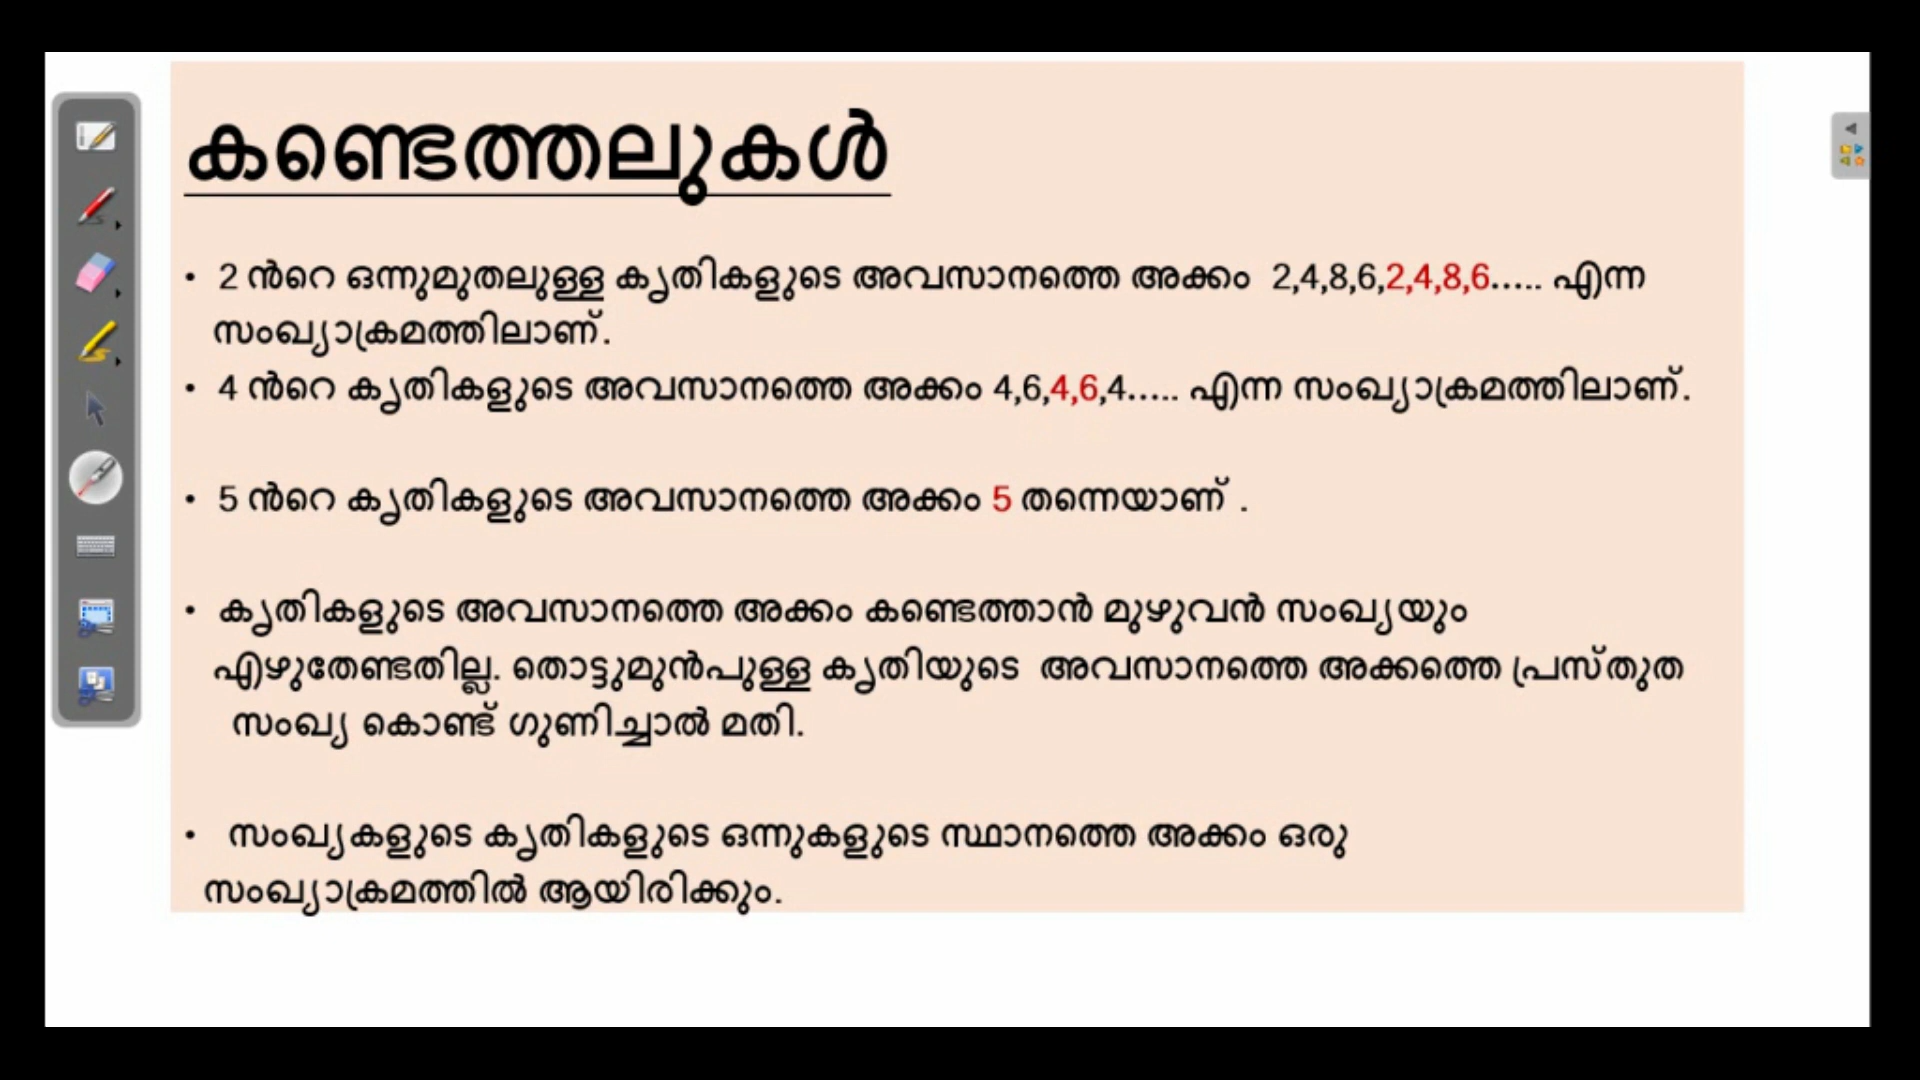 കണ്ടെത്തലുകൾ
• 2 ൻറെ ഒന്നുമുതലുള്ള കൃതികളുടെ അവസാനത്തെ അക്കം 2,4,8,6,2,4,8,6..... എന്ന
സംഖ്യാക്രമത്തിലാണ്.
• 4 ൻറെ കൃതികളുടെ അവസാനത്തെ അക്കം 4,6,4,6,4..... എന്ന സംഖ്യാക്രമത്തിലാണ്.
• 5 ൻറെ കൃതികളുടെ അവസാനത്തെ അക്കം 5 തന്നെയാണ് .
• കൃതികളുടെ അവസാനത്തെ അക്കം കണ്ടെത്താൻ മുഴുവൻ സംഖ്യയും
എഴുതേണ്ടതില്ല. തൊട്ടുമുൻപുള്ള കൃതിയുടെ അവസാനത്തെ അക്കത്തെ പ്രസ്തുത
സംഖ്യ കൊണ്ട് ഗുണിച്ചാൽ മതി.
• സംഖ്യകളുടെ കൃതികളുടെ ഒന്നുകളുടെ സ്ഥാനത്തെ അക്കം ഒരു
സംഖ്യാക്രമത്തിൽ ആയിരിക്കും.